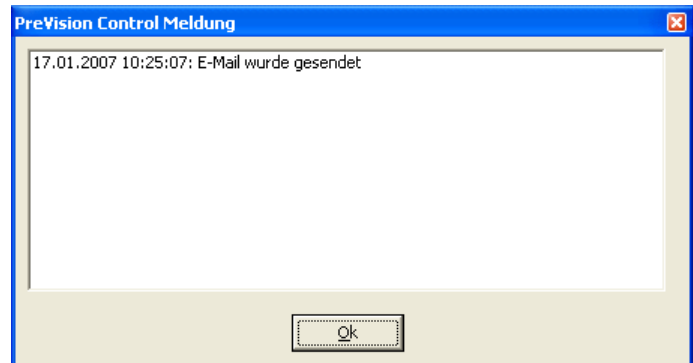 PreVision Control Meldung
17.01.2007 10:25:07: E-Mail wurde gesendet
Ok